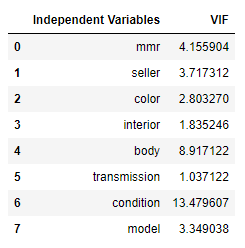 Independent Variables VIF
0 mmr 4.155904
1 seller 3.717312
2 color 2.803270
3 interior 1.835246
4 body 8.917122
5 transmission 1.037122
6 condition 13.479607
7 model 3.349038